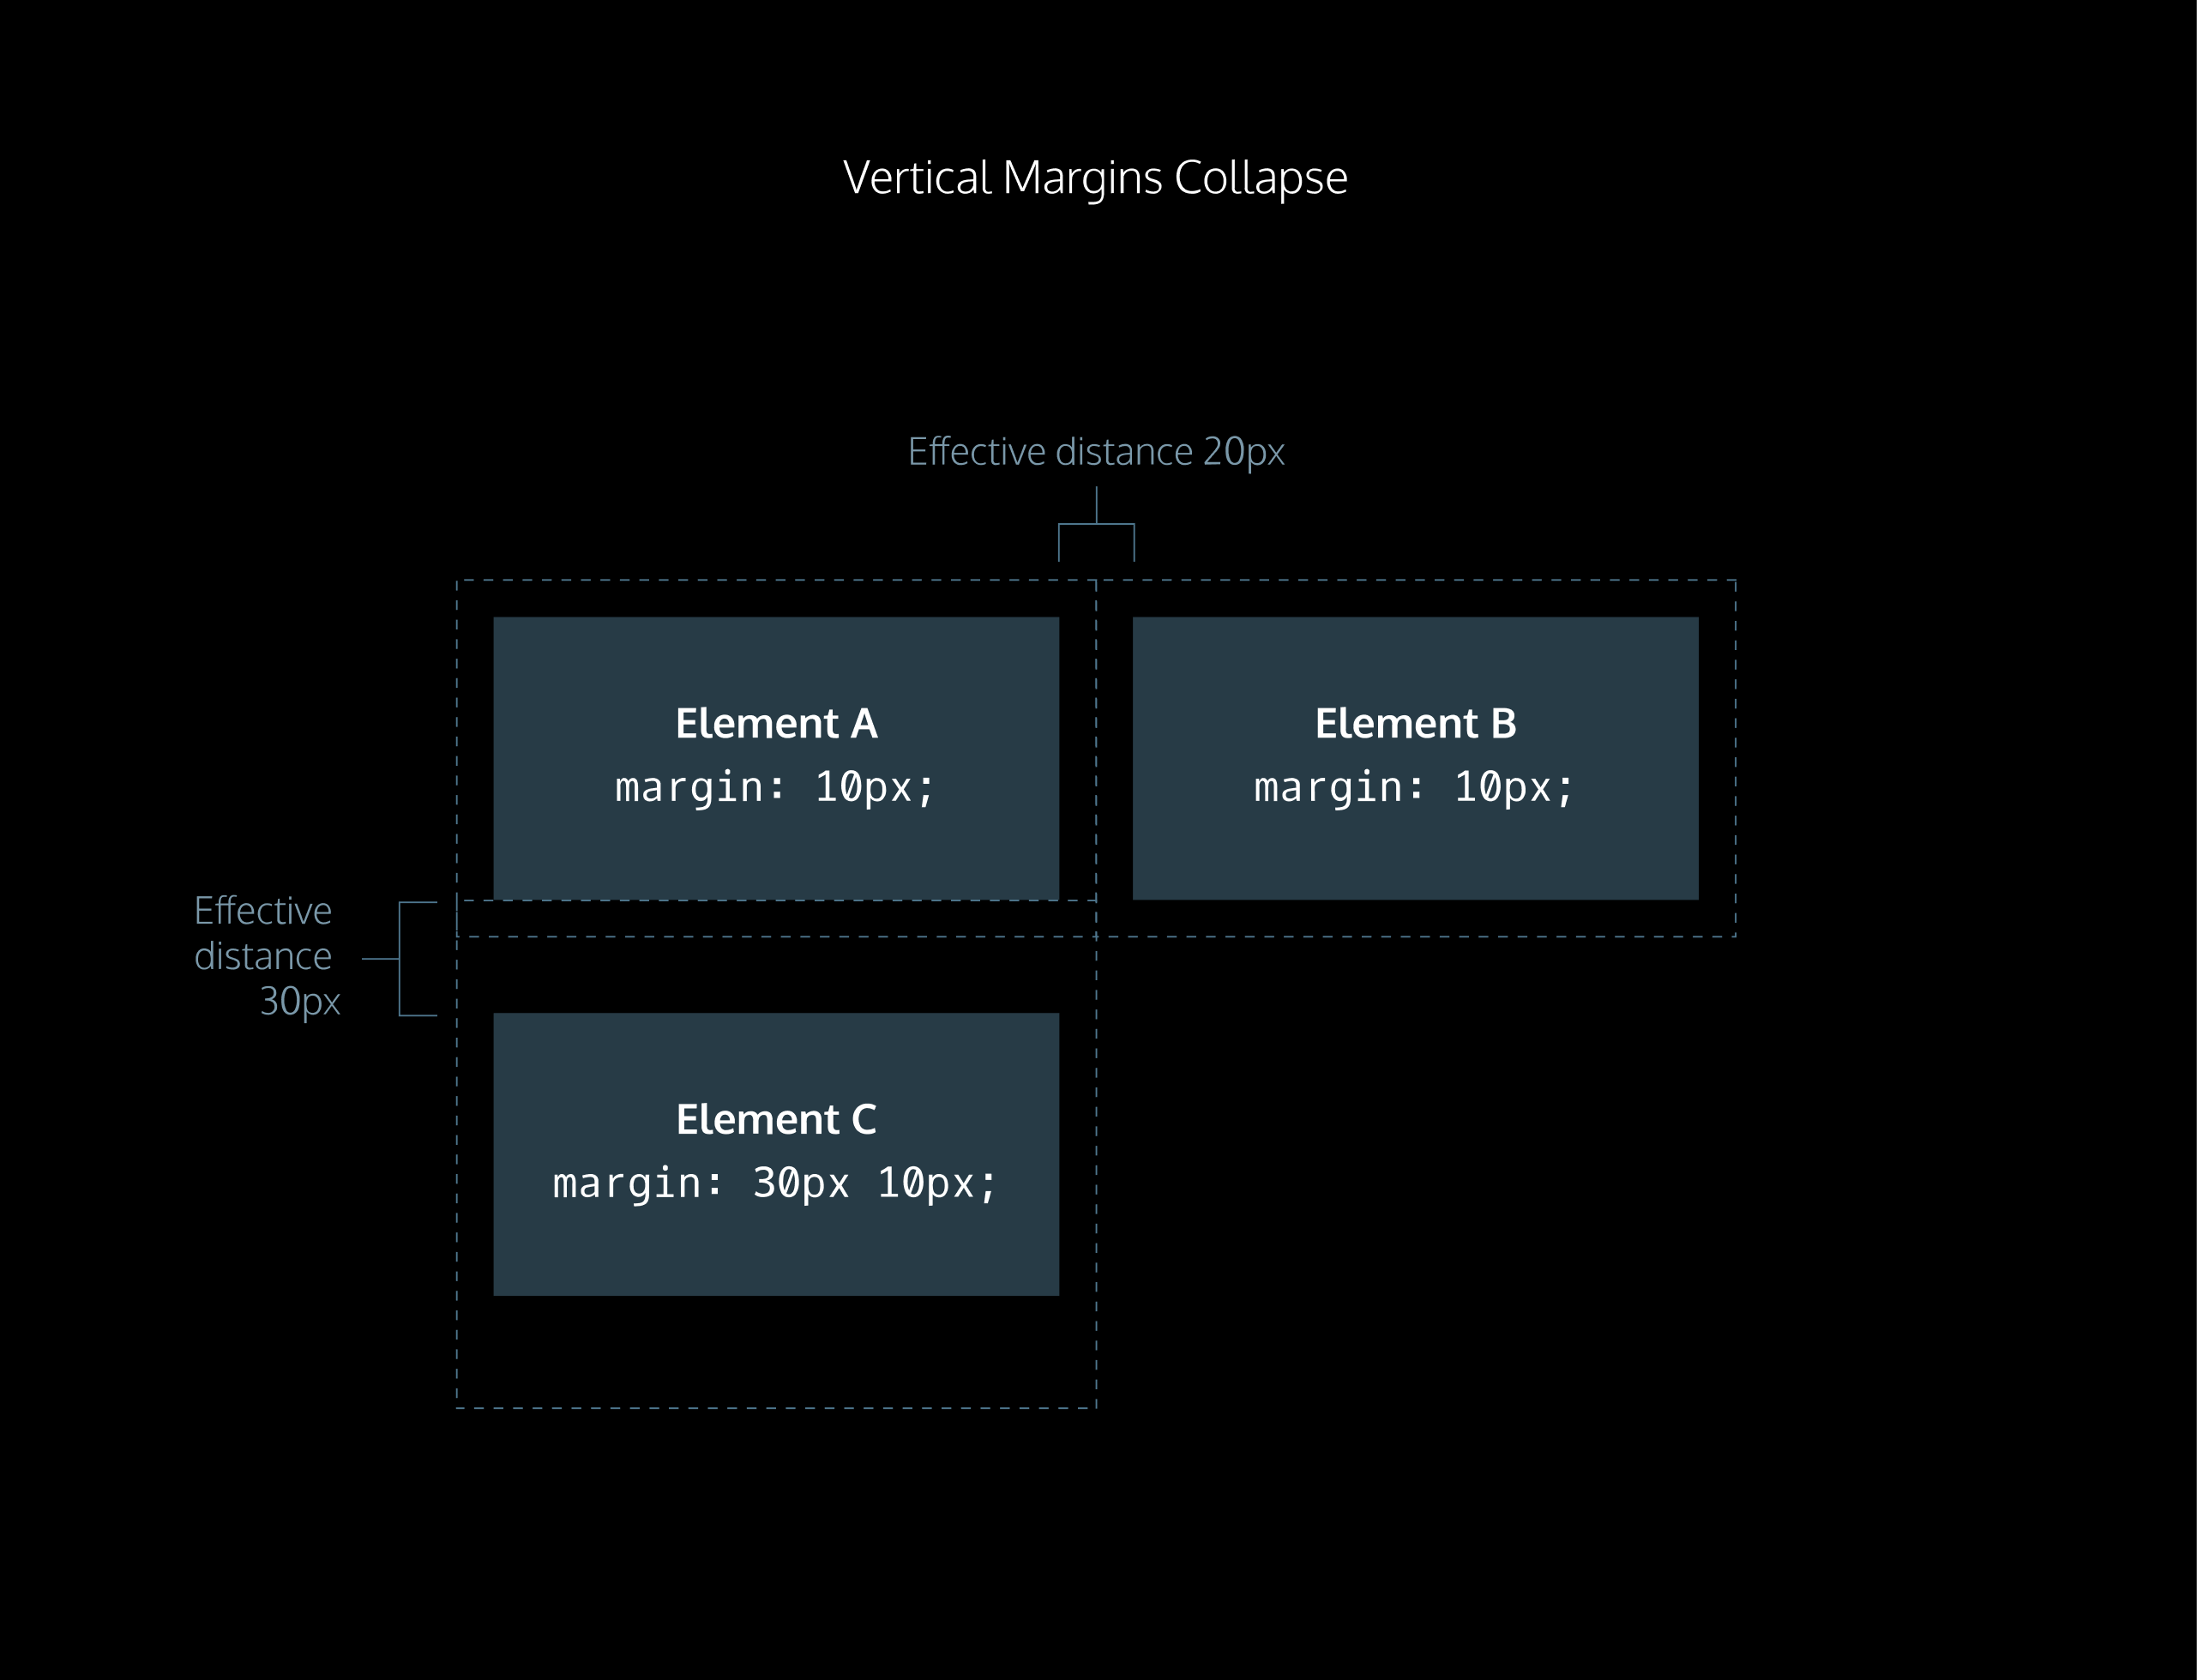 Vertical Margins Collapse
Effective distance 20px
Element A
margin: 10px;
Element B
margin: 10px;
Effective
distance
30px
Element C
margin: 30px 10px;